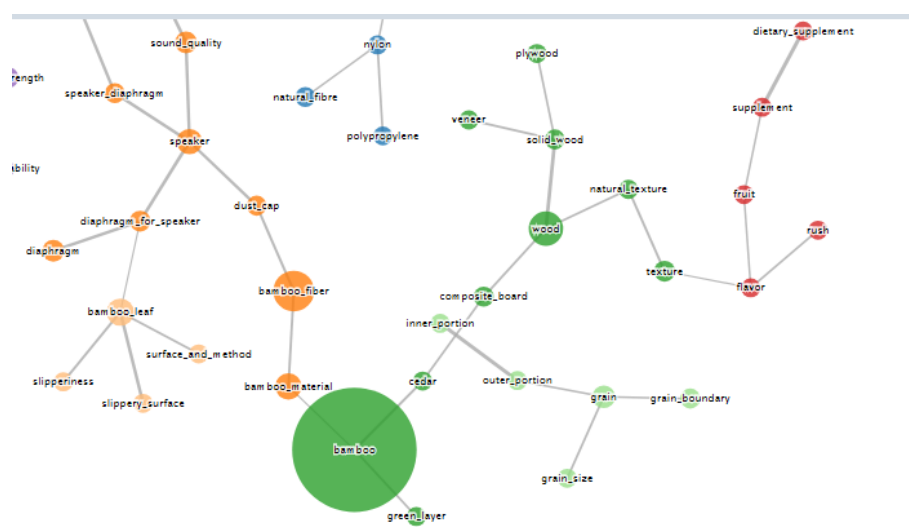 dietary_supplement
sound_quality
nylon
plywood
rength
speaker_diaphragm
natural_fibre
supplement
veneer
polypropylene
speaker
solid_wood
ability
natural_texture
fruit
dust_cap
diaphragm_for_speaker
wood
rush
diaphragm
texture
flavor
bamboo_fiber
composite_board
bamboo_leaf
inner_portion
surface_and_method
slipperiness
cedar
outer_portion
bamboo_material
grain
grain_boundary
slippery_surface
bamboo
grain_size
green_layer